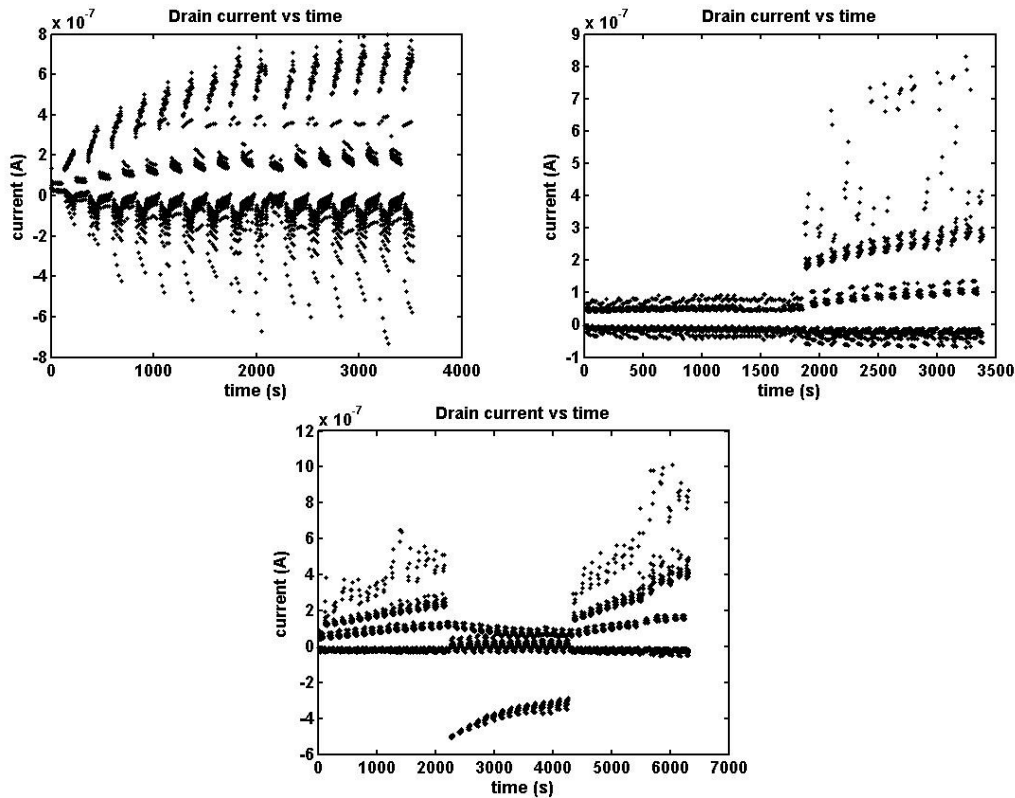 Drain current vs time
x 10-7
8
6
4
2
0
-2
-4
-6
-8
current (A)
0 1000 2000 3000 4000
time (s)
Drain current vs time
x 10-7
9
8
7
6
5
4
3
2
1
0
-1
current (A)
0 500 1000 1500 2000 2500 3000 3500
time (s)
Drain current vs time
x 10-7
12
10
8
6
4
2
0
-2
-4
-6
current (A)
0 1000 2000 3000 4000 5000 6000 7000
time (s)